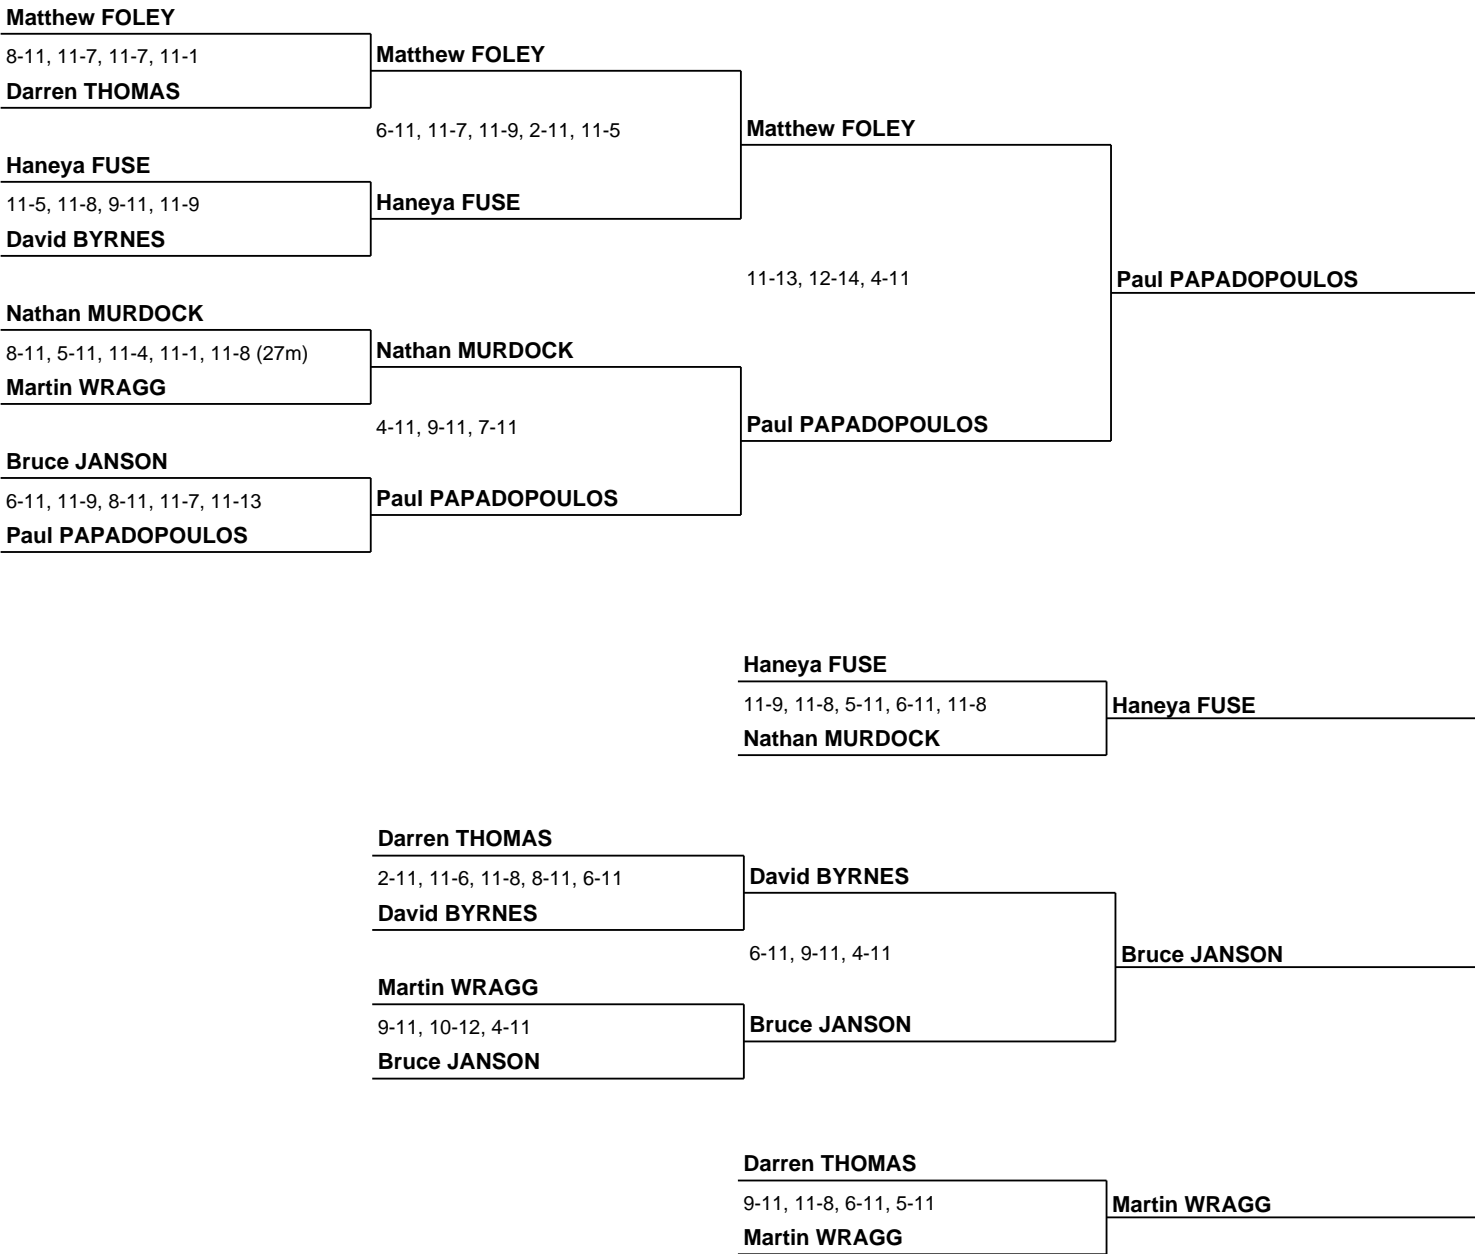 Matthew FOLEY
8-11, 11-7, 11-7, 11-1
Matthew FOLEY
Darren THOMAS
6-11, 11-7, 11-9, 2-11, 11-5
Matthew FOLEY
Haneya FUSE
11-5, 11-8, 9-11, 11-9
Haneya FUSE
David BYRNES
11-13, 12-14, 4-11
Paul PAPADOPOULOS
Nathan MURDOCK
8-11, 5-11, 11-4, 11-1, 11-8 (27m)
Nathan MURDOCK
Martin WRAGG
4-11, 9-11, 7-11
Paul PAPADOPOULOS
Bruce JANSON
6-11, 11-9, 8-11, 11-7, 11-13
Paul PAPADOPOULOS
Paul PAPADOPOULOS
Haneya FUSE
11-9, 11-8, 5-11, 6-11, 11-8
Haneya FUSE
Nathan MURDOCK
Darren THOMAS
2-11, 11-6, 11-8, 8-11, 6-11
David BYRNES
David BYRNES
6-11, 9-11, 4-11
Bruce JANSON
Martin WRAGG
9-11, 10-12, 4-11
Bruce JANSON
Bruce JANSON
Darren THOMAS
9-11, 11-8, 6-11, 5-11
Martin WRAGG
Martin WRAGG